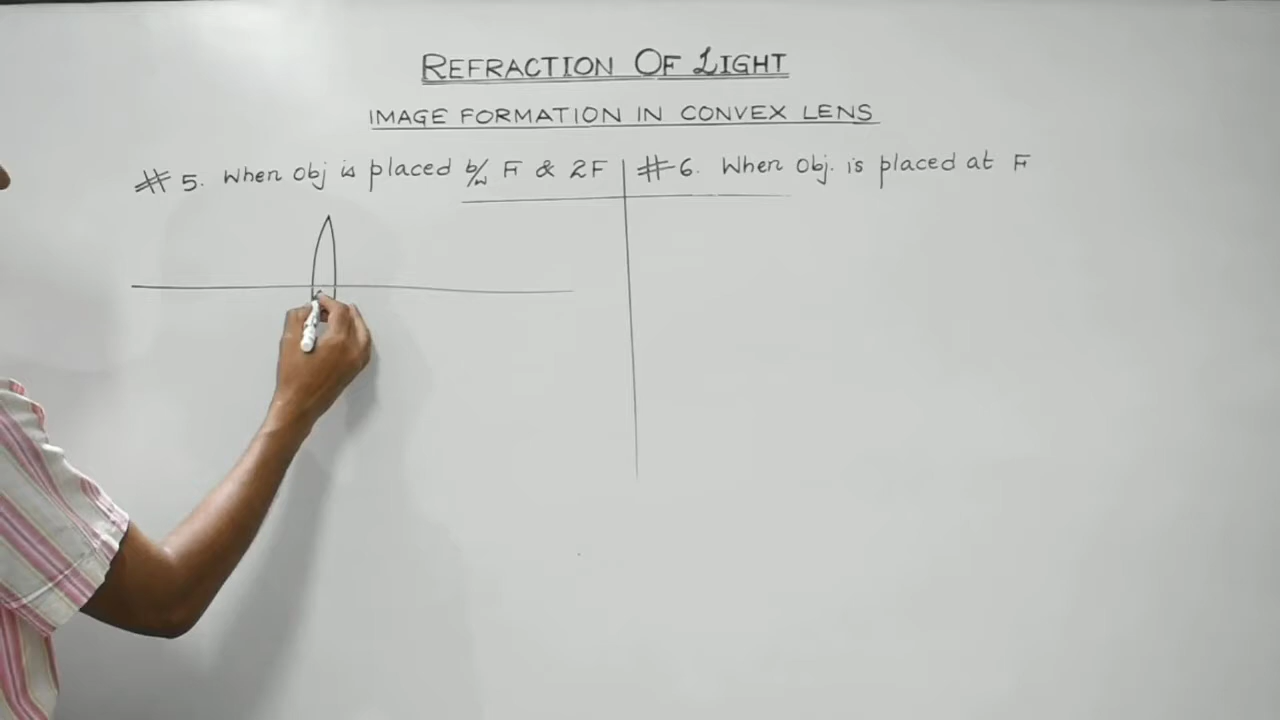 REFRACTION OF LIGHT
IMAGE FORMATION IN CONVEX LENS
# 5. When Obj is placed b/w F & 2F
# 6. When Obj. is placed at F